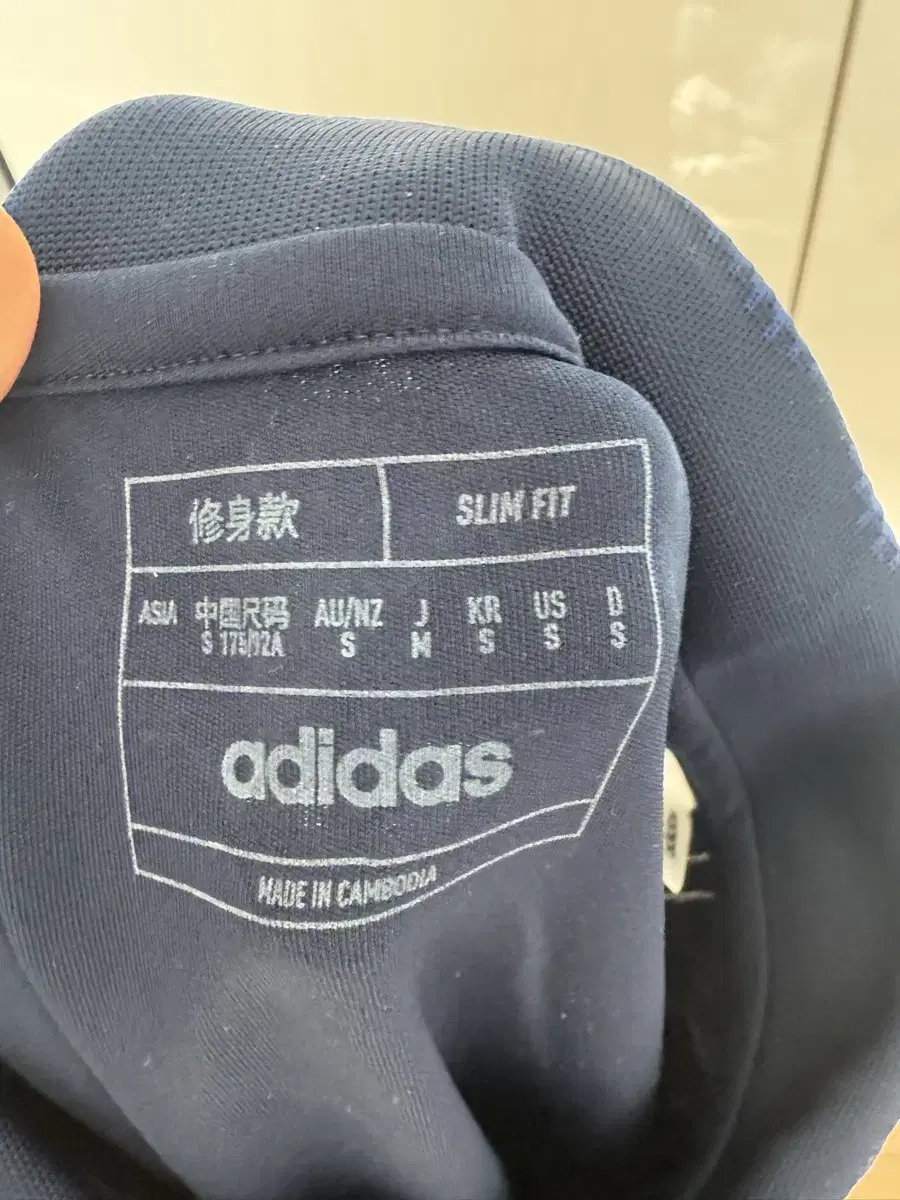 修身款 SLIM FIT
ASIA 中国尺码 AU/NZ J KR US D
S 175/92A S M S S S
adidas
MADE IN CAMBODIA